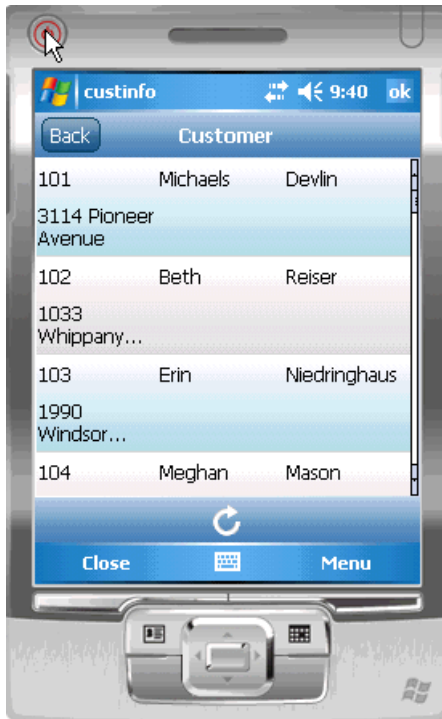 custinfo 9:40 ok
Back Customer
101 Michaels Devlin
3114 Pioneer
Avenue
102 Beth Reiser
1033
Whippany...
103 Erin Niedringhaus
1990
Windsor...
104 Meghan Mason
Close Menu